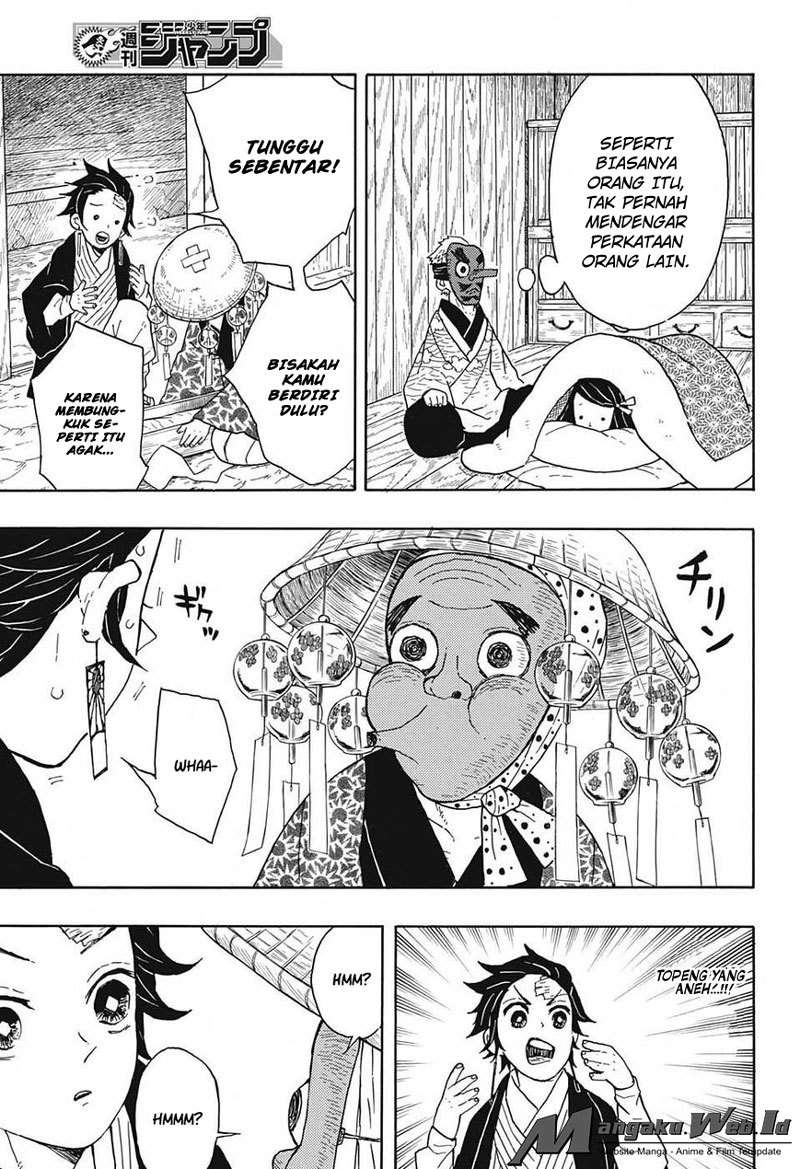 週刊
少年
ジャンプ
SEPERTI
BIASANYA
ORANG ITU,
TAK PERNAH
MENDENGAR
PERKATAAN
ORANG LAIN.
TUNGGU
SEBENTAR!
BISAKAH
KAMU
BERDIRI
DULU?
KARENA
MEMBUNG-
KUK SE-
PERTI ITU
AGAK...
チリン
ギクッ
WHAA-
TOPENG YANG
ANEH...!!!
HMM?
HMMM?
Mangaku.Web.Id
Website Manga - Anime & Film Terupdate